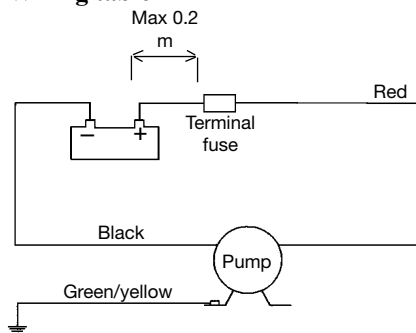 Max 0.2
m
Red
− +
Terminal
fuse
Black
Pump
Green/yellow